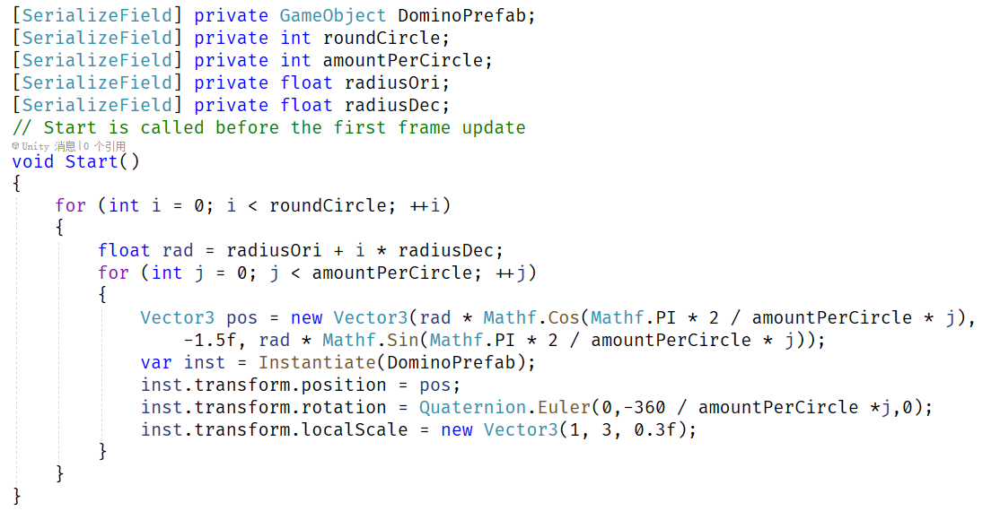 [SerializeField] private GameObject DominoPrefab;
[SerializeField] private int roundCircle;
[SerializeField] private int amountPerCircle;
[SerializeField] private float radiusOri;
[SerializeField] private float radiusDec;
// Start is called before the first frame update
Unity 消息|0 个引用
void Start()
{
    for (int i = 0; i < roundCircle; ++i)
    {
        float rad = radiusOri + i * radiusDec;
        for (int j = 0; j < amountPerCircle; ++j)
        {
            Vector3 pos = new Vector3(rad * Mathf.Cos(Mathf.PI * 2 / amountPerCircle * j),
                -1.5f, rad * Mathf.Sin(Mathf.PI * 2 / amountPerCircle * j));
            var inst = Instantiate(DominoPrefab);
            inst.transform.position = pos;
            inst.transform.rotation = Quaternion.Euler(0,-360 / amountPerCircle *j,0);
            inst.transform.localScale = new Vector3(1, 3, 0.3f);
        }
    }
}